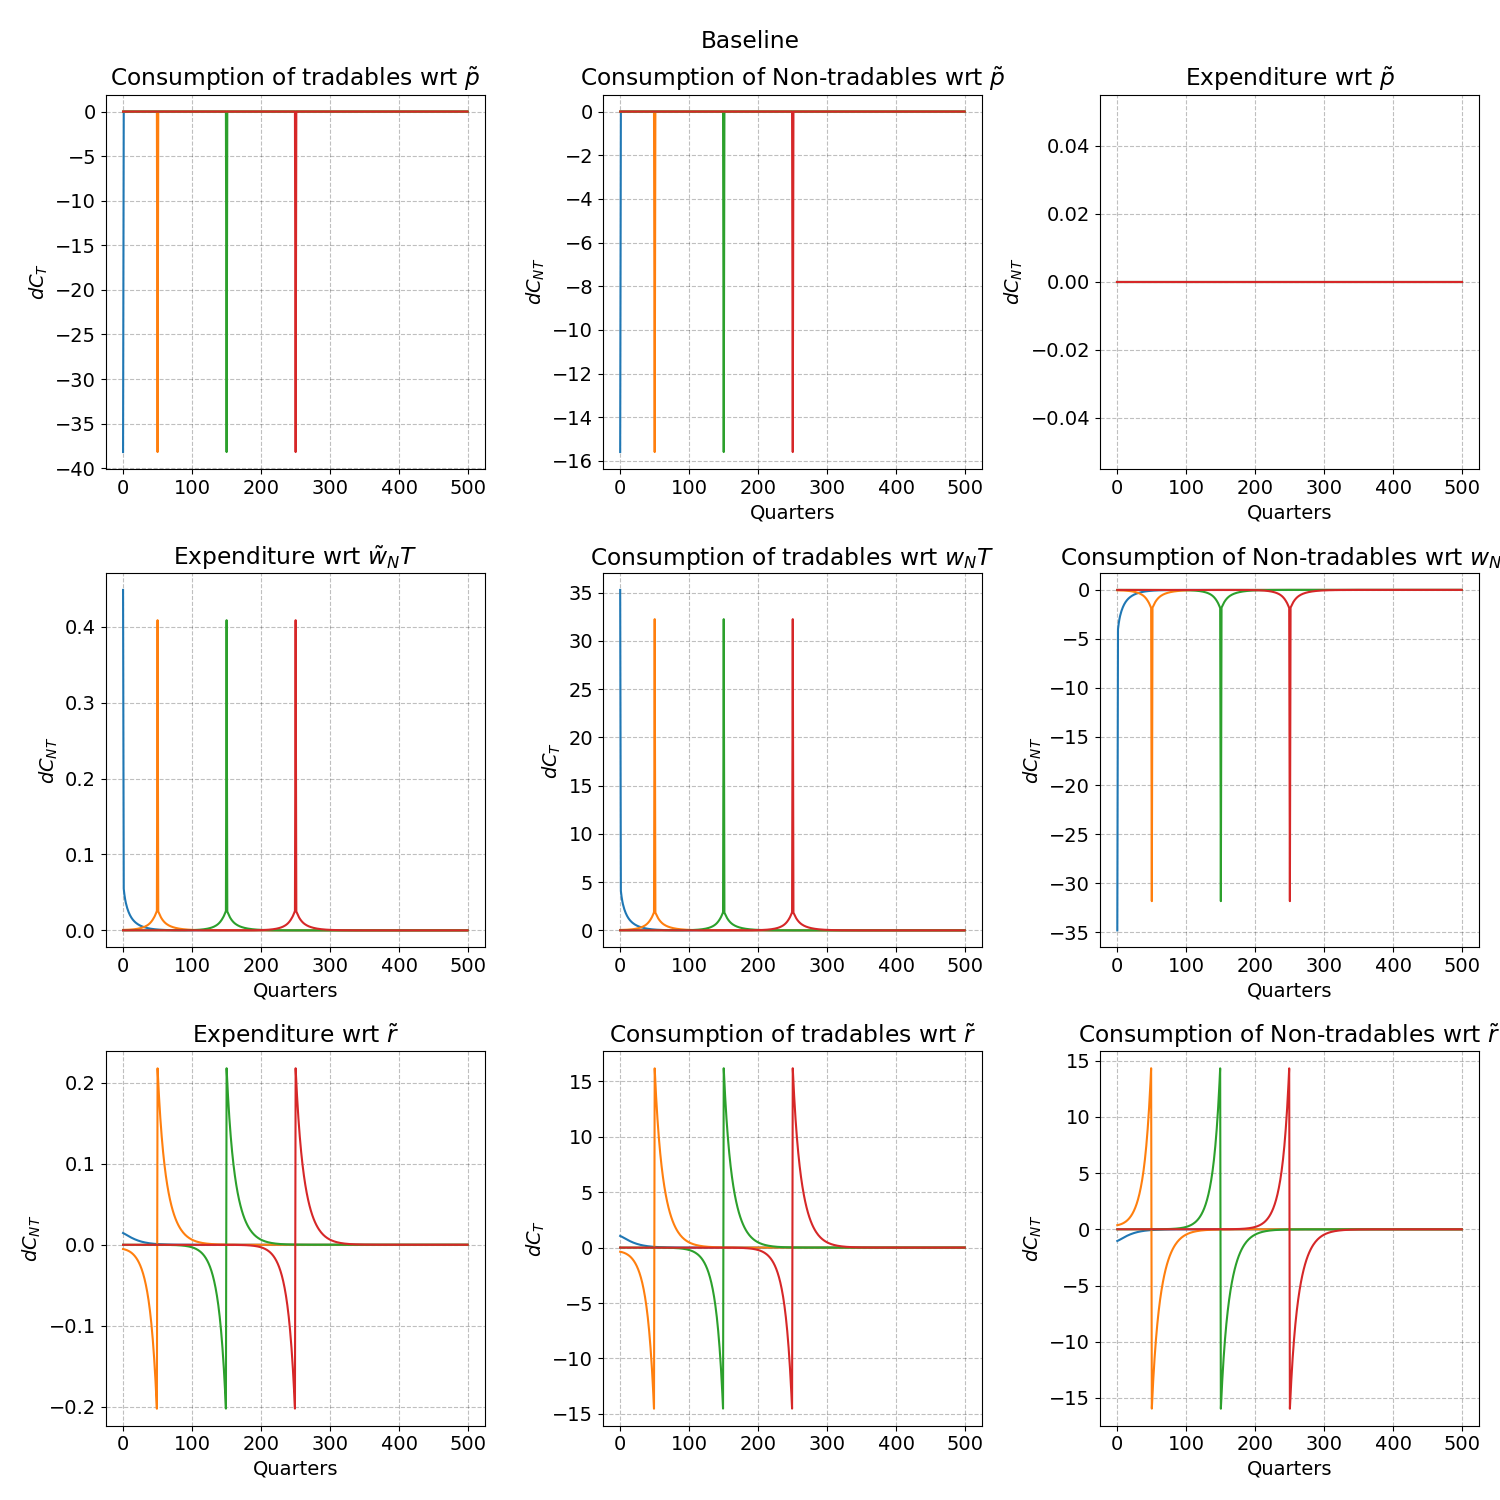 Baseline
Consumption of tradables wrt p̃
Consumption of Non-tradables wrt p̃
Expenditure wrt p̃
0
−5
−10
−15
−20
−25
−30
−35
−40
dC_T
0 100 200 300 400 500
0
−2
−4
−6
−8
−10
−12
−14
−16
dC_NT
0 100 200 300 400 500
Quarters
0.04
0.02
0.00
−0.02
−0.04
dC_NT
0 100 200 300 400 500
Quarters
Expenditure wrt w̃_NT
Consumption of tradables wrt w_NT
Consumption of Non-tradables wrt w_N
0.4
0.3
0.2
0.1
0.0
dC_NT
0 100 200 300 400 500
Quarters
35
30
25
20
15
10
5
0
dC_T
0 100 200 300 400 500
Quarters
0
−5
−10
−15
−20
−25
−30
−35
dC_NT
0 100 200 300 400 500
Quarters
Expenditure wrt r̃
Consumption of tradables wrt r̃
Consumption of Non-tradables wrt r̃
0.2
0.1
0.0
−0.1
−0.2
dC_NT
0 100 200 300 400 500
Quarters
15
10
5
0
−5
−10
−15
dC_T
0 100 200 300 400 500
Quarters
15
10
5
0
−5
−10
−15
dC_NT
0 100 200 300 400 500
Quarters